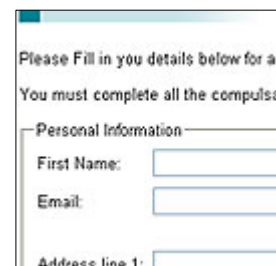 Please Fill in you details below for a
You must complete all the
Personal Information
First Name:
Email:
Address line 1: